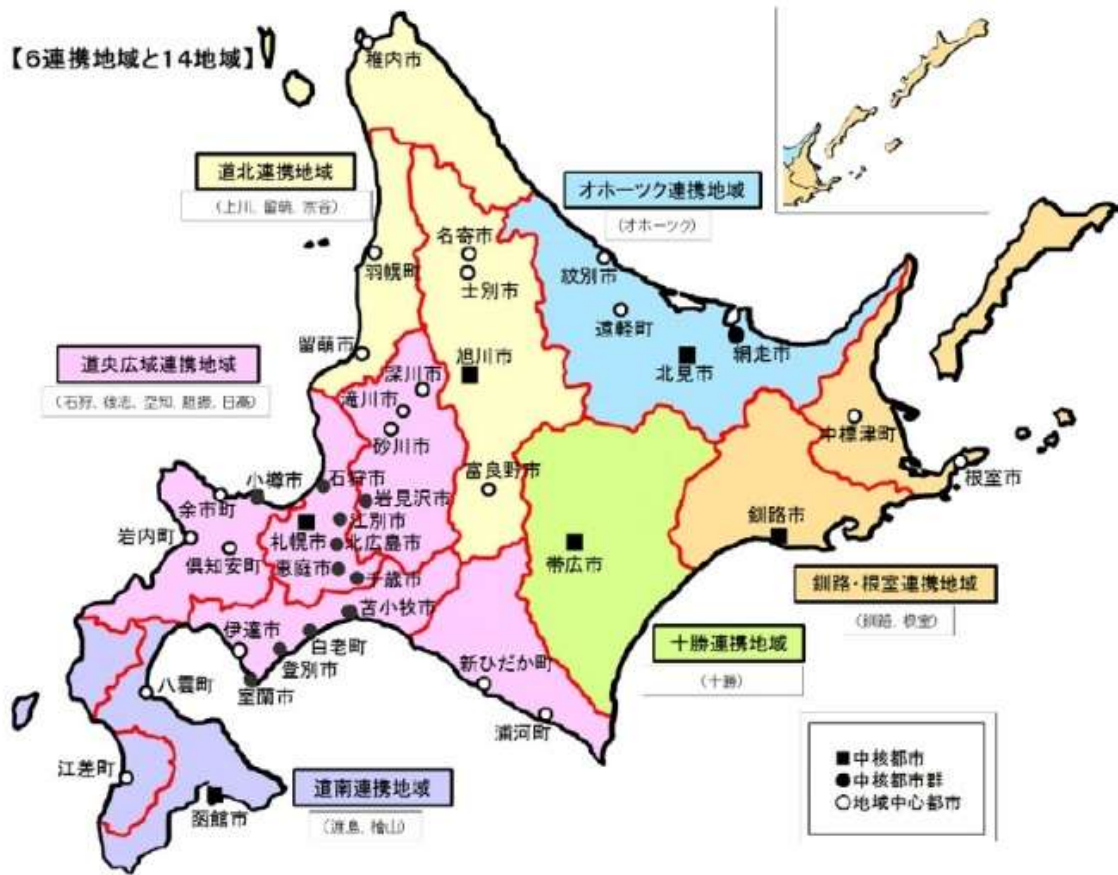 【6連携地域と14地域】
稚内市
道北連携地域
(上川、留萌、宗谷)
オホーツク連携地域
(オホーツク)
名寄市
士別市
羽幌町
紋別市
遠軽町
網走市
北見市
留萌市
旭川市
道央広域連携地域
(石狩、後志、空知、胆振、日高)
深川市
滝川市
砂川市
中標津町
根室市
富良野市
小樽市
石狩市
余市町
岩見沢市
江別市
岩内町
札幌市
北広島市
倶知安町
恵庭市
千歳市
帯広市
釧路市
釧路・根室連携地域
(釧路、根室)
苫小牧市
伊達市
白老町
登別市
室蘭市
新ひだか町
十勝連携地域
(十勝)
八雲町
浦河町
江差町
函館市
道南連携地域
(渡島、檜山)
■中核都市
●中核都市群
○地域中心都市